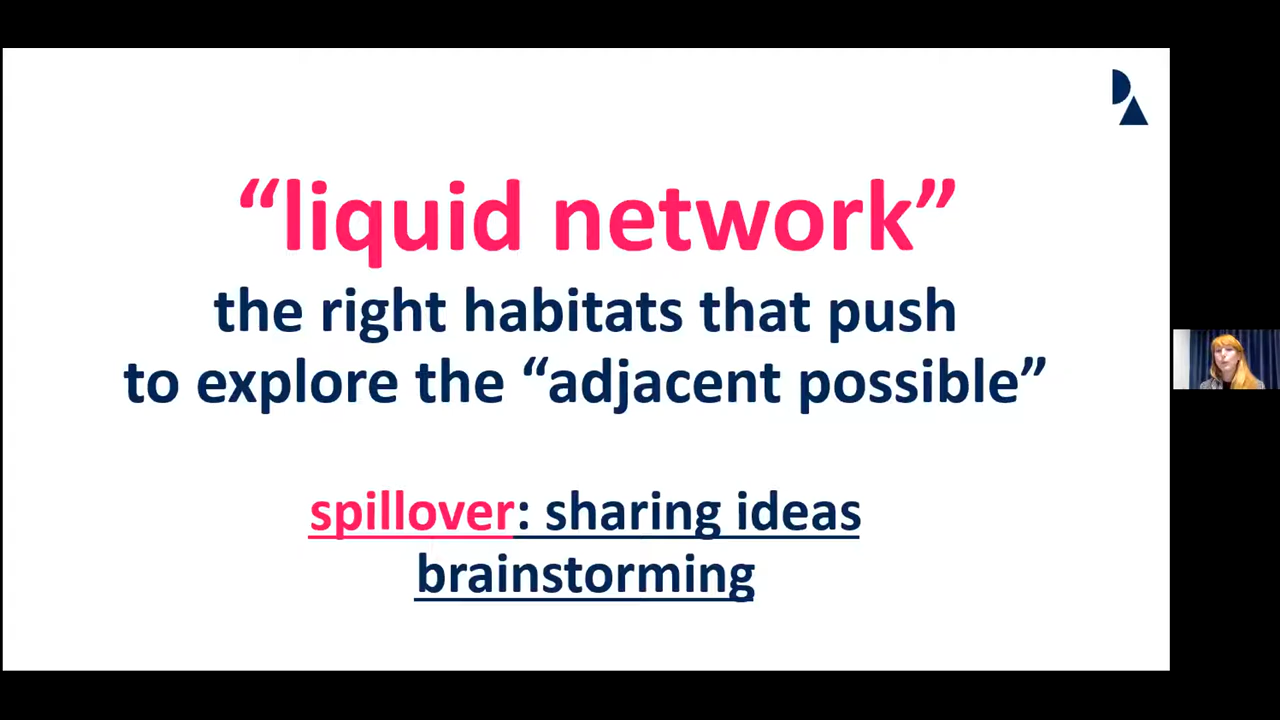 “liquid network”
the right habitats that push
to explore the “adjacent possible”
spillover: sharing ideas
brainstorming